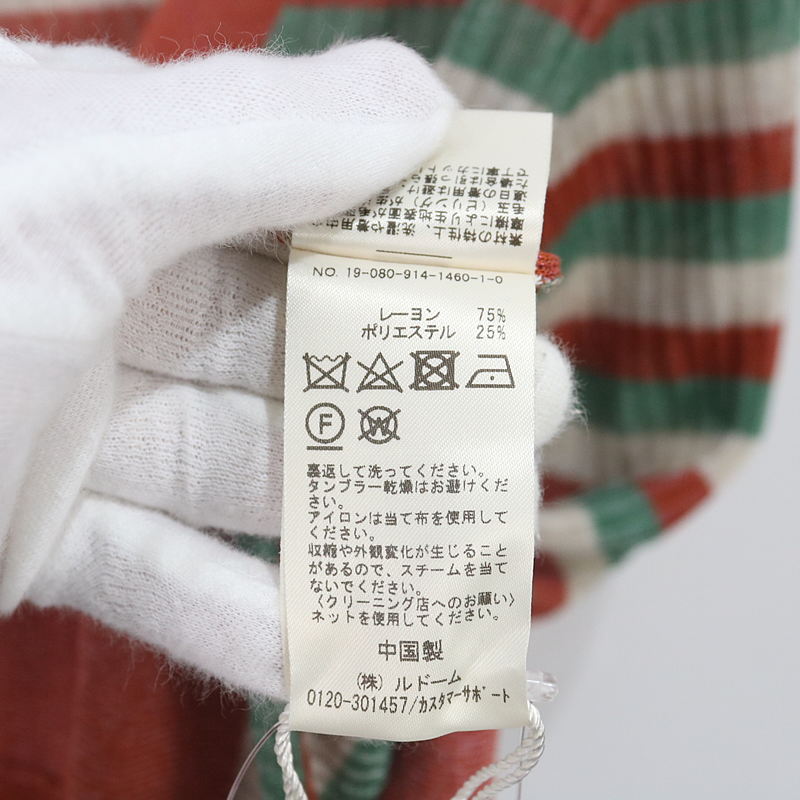 NO. 19-080-914-1460-1-0
レーヨン 75%
ポリエステル 25%
F
W
裏返して洗ってください。
タンブラー乾燥はお避けくだ
さい。
アイロンは当て布を使用して
ください。
収縮や外観変化が生じること
があるので、スチームを当て
ないでください。
〈クリーニング店へのお願い〉
ネットを使用してください。
中国製
(株) ルドーム
0120-301457/カスタマーサポート